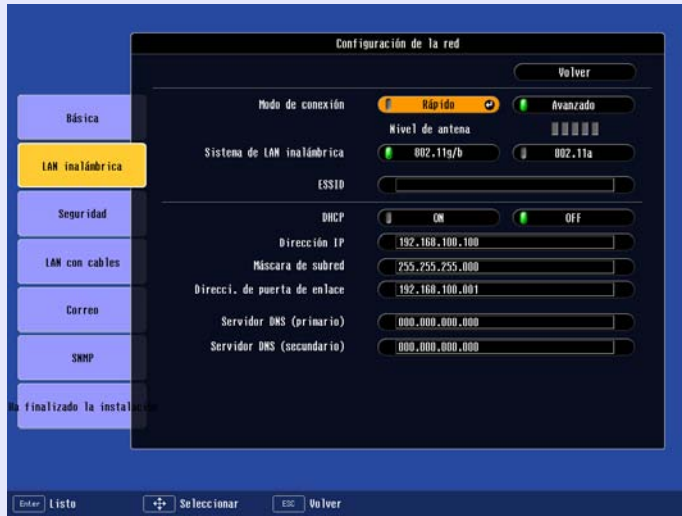 Configuración de la red
Volver
Básica
LAN inalámbrica
Seguridad
LAN con cables
Correo
SNMP
Ha finalizado la instalación
Modo de conexión Rápido Avanzado
Nivel de antena
Sistema de LAN inalámbrica 802.11g/b 802.11a
ESSID
DHCP ON OFF
Dirección IP 192.168.100.100
Máscara de subred 255.255.255.000
Direcci. de puerta de enlace 192.168.100.001
Servidor DNS (primario) 000.000.000.000
Servidor DNS (secundario) 000.000.000.000
Enter Listo Seleccionar ESC Volver